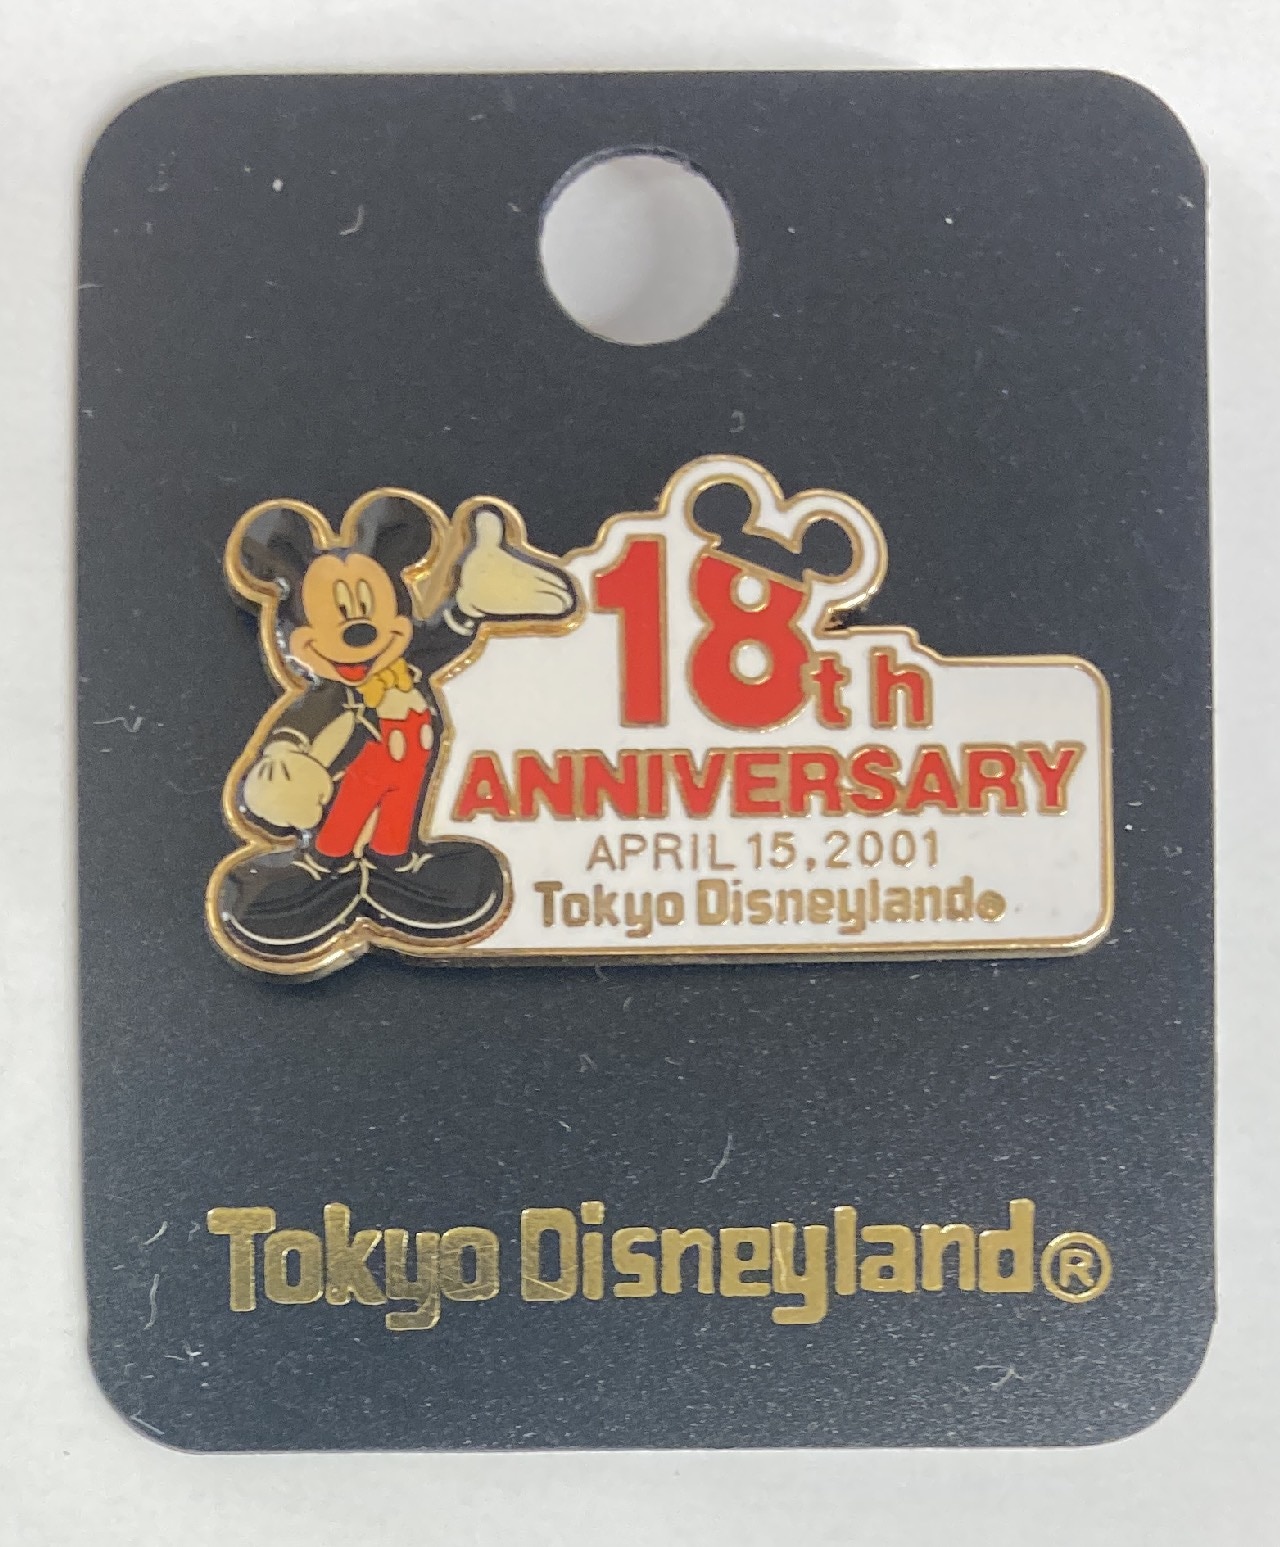 18th
ANNIVERSARY
APRIL 15, 2001
Tokyo Disneyland®
Tokyo Disneyland®